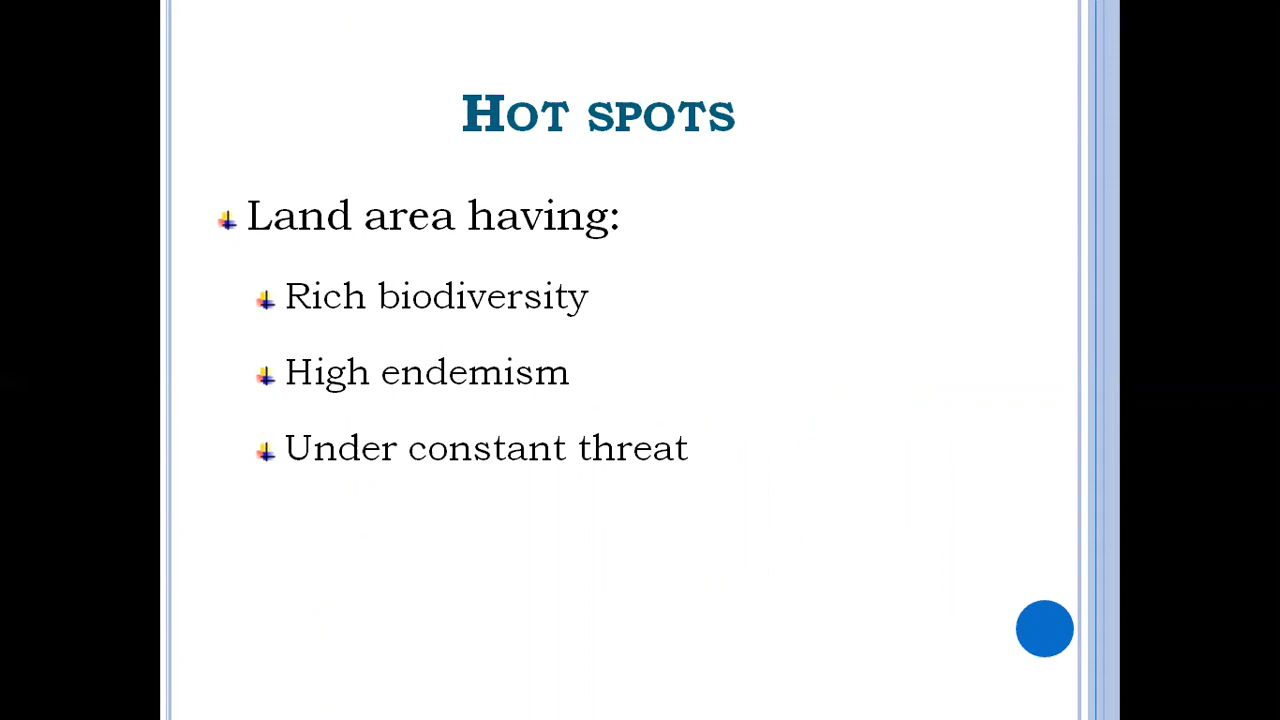 Hot spots
Land area having:
Rich biodiversity
High endemism
Under constant threat